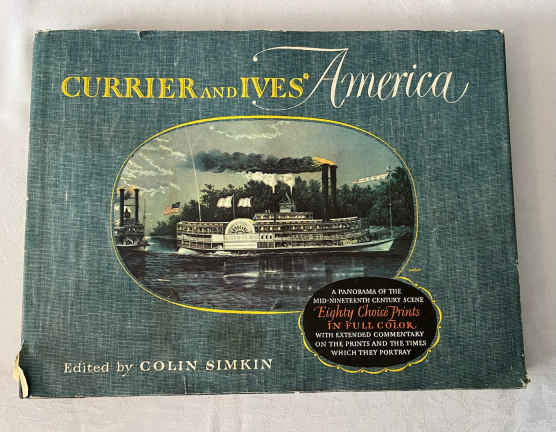 CURRIER AND IVES' America
A PANORAMA OF THE
MID-NINETEENTH CENTURY SCENE
Eighty Choice Prints
IN FULL COLOR
WITH EXTENDED COMMENTARY
ON THE PRINTS AND THE TIMES
WHICH THEY PORTRAY
Edited by COLIN SIMKIN